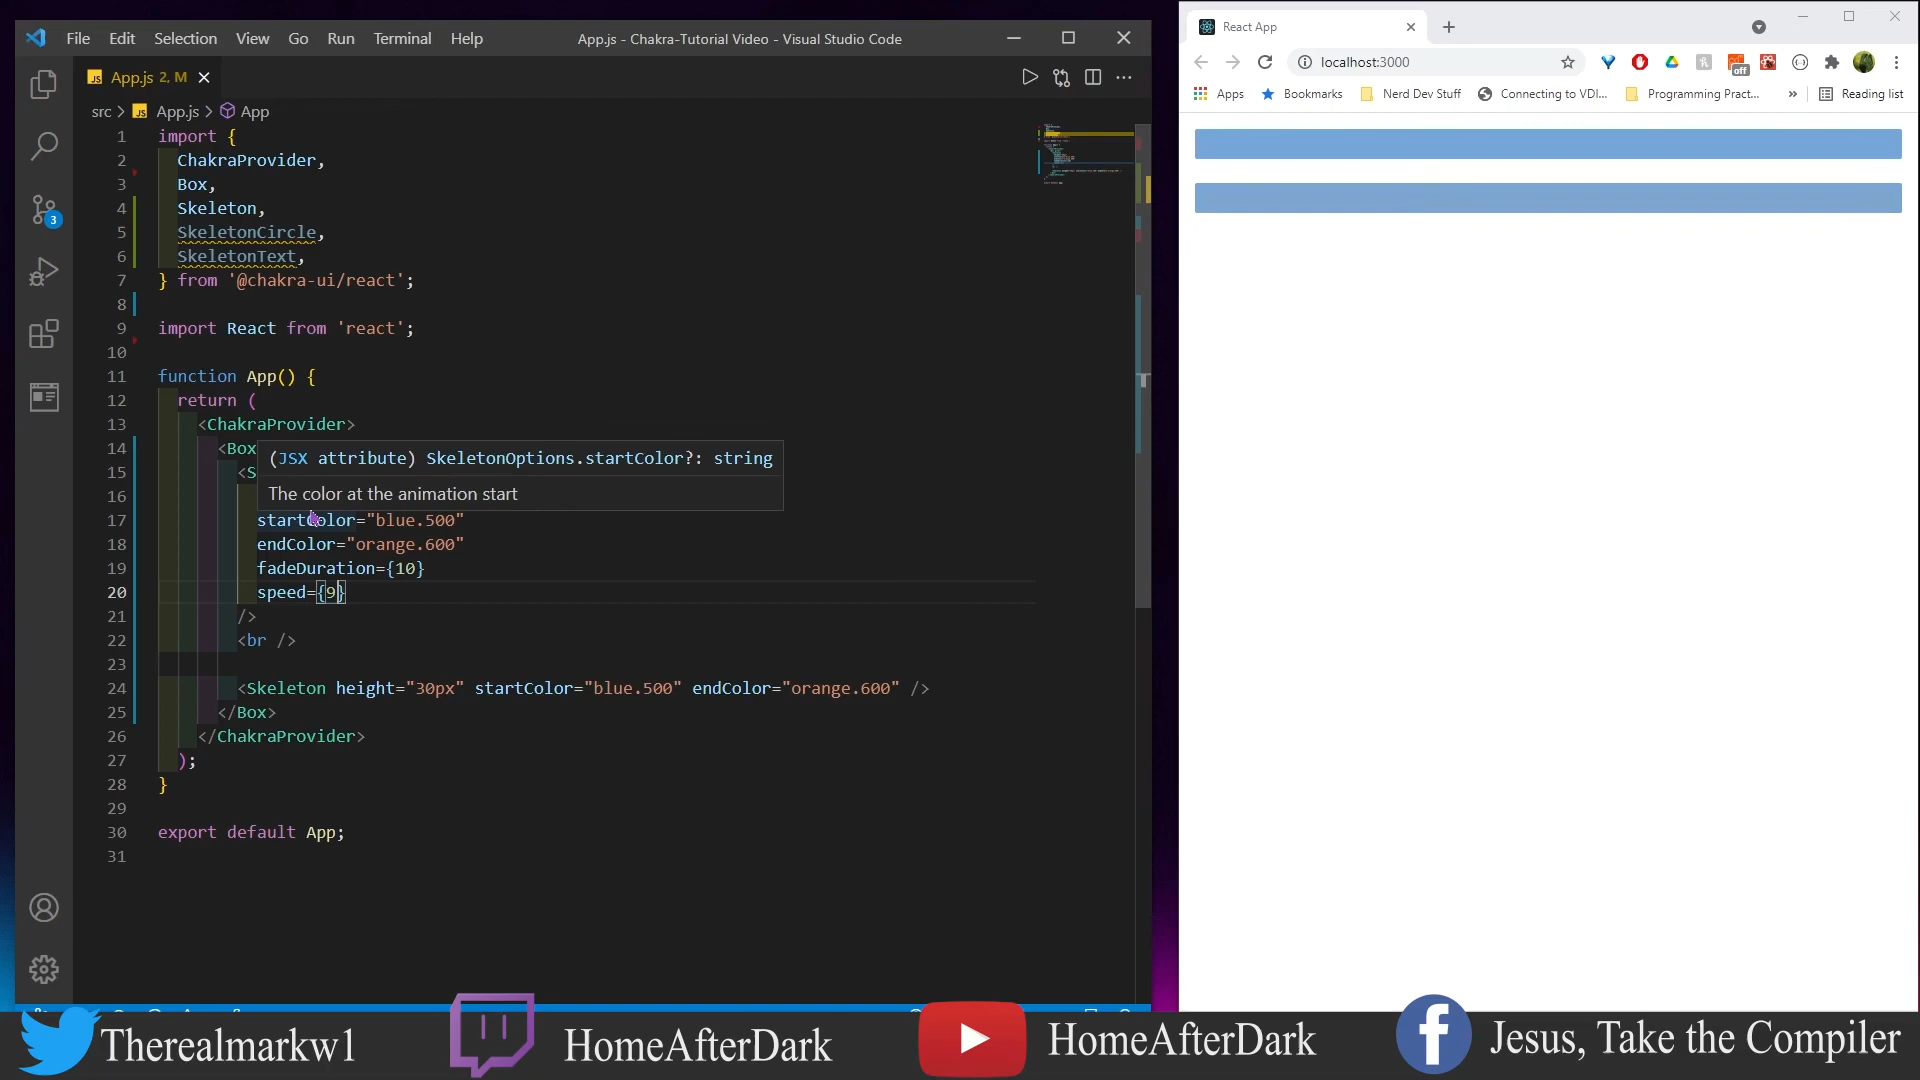 File Edit Selection View Go Run Terminal Help
App.js - Chakra-Tutorial Video - Visual Studio Code
App.js 2, M
src > App.js > App
1 import {
2 ChakraProvider,
3 Box,
4 Skeleton,
5 SkeletonCircle,
6 SkeletonText,
7 } from '@chakra-ui/react';
8
9 import React from 'react';
10
11 function App() {
12 return (
13 <ChakraProvider>
14 <Box
(JSX attribute) SkeletonOptions.startColor?: string
15 <S
16
The color at the animation start
17 startColor="blue.500"
18 endColor="orange.600"
19 fadeDuration={10}
20 speed={9}
21 />
22 <br />
23
24 <Skeleton height="30px" startColor="blue.500" endColor="orange.600" />
25 </Box>
26 </ChakraProvider>
27 );
28 }
29
30 export default App;
31
3
React App
localhost:3000
off
Apps Bookmarks Nerd Dev Stuff Connecting to VDI... Programming Pract... » Reading list
Therealmarkw1
HomeAfterDark
HomeAfterDark
Jesus, Take the Compiler